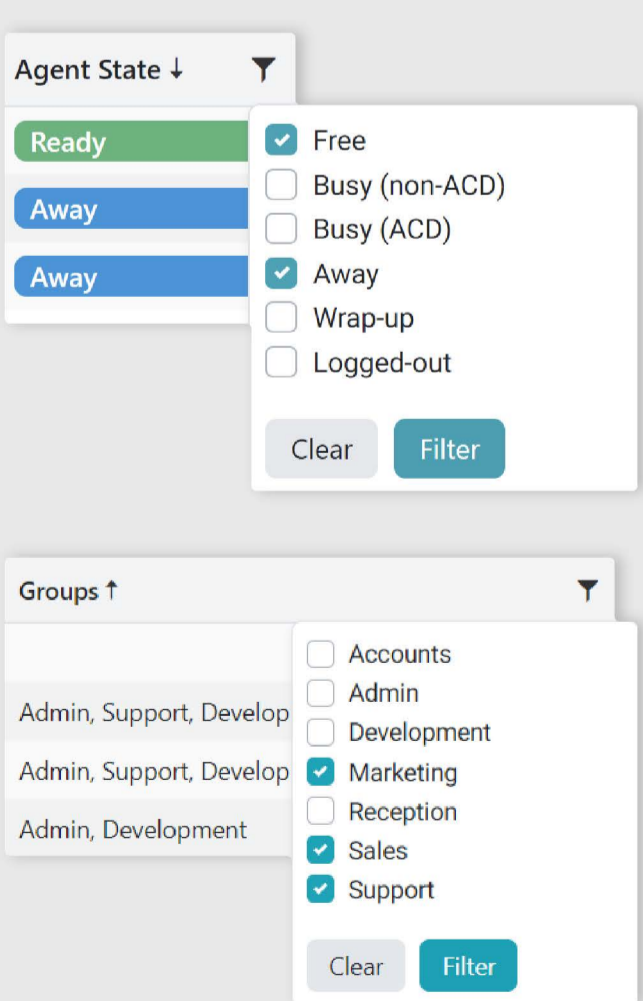 Agent State ↓
Ready
Away
Away
Free
Busy (non-ACD)
Busy (ACD)
Away
Wrap-up
Logged-out
Clear Filter
Groups ↑
Admin, Support, Develop
Admin, Support, Develop
Admin, Development
Accounts
Admin
Development
Marketing
Reception
Sales
Support
Clear Filter